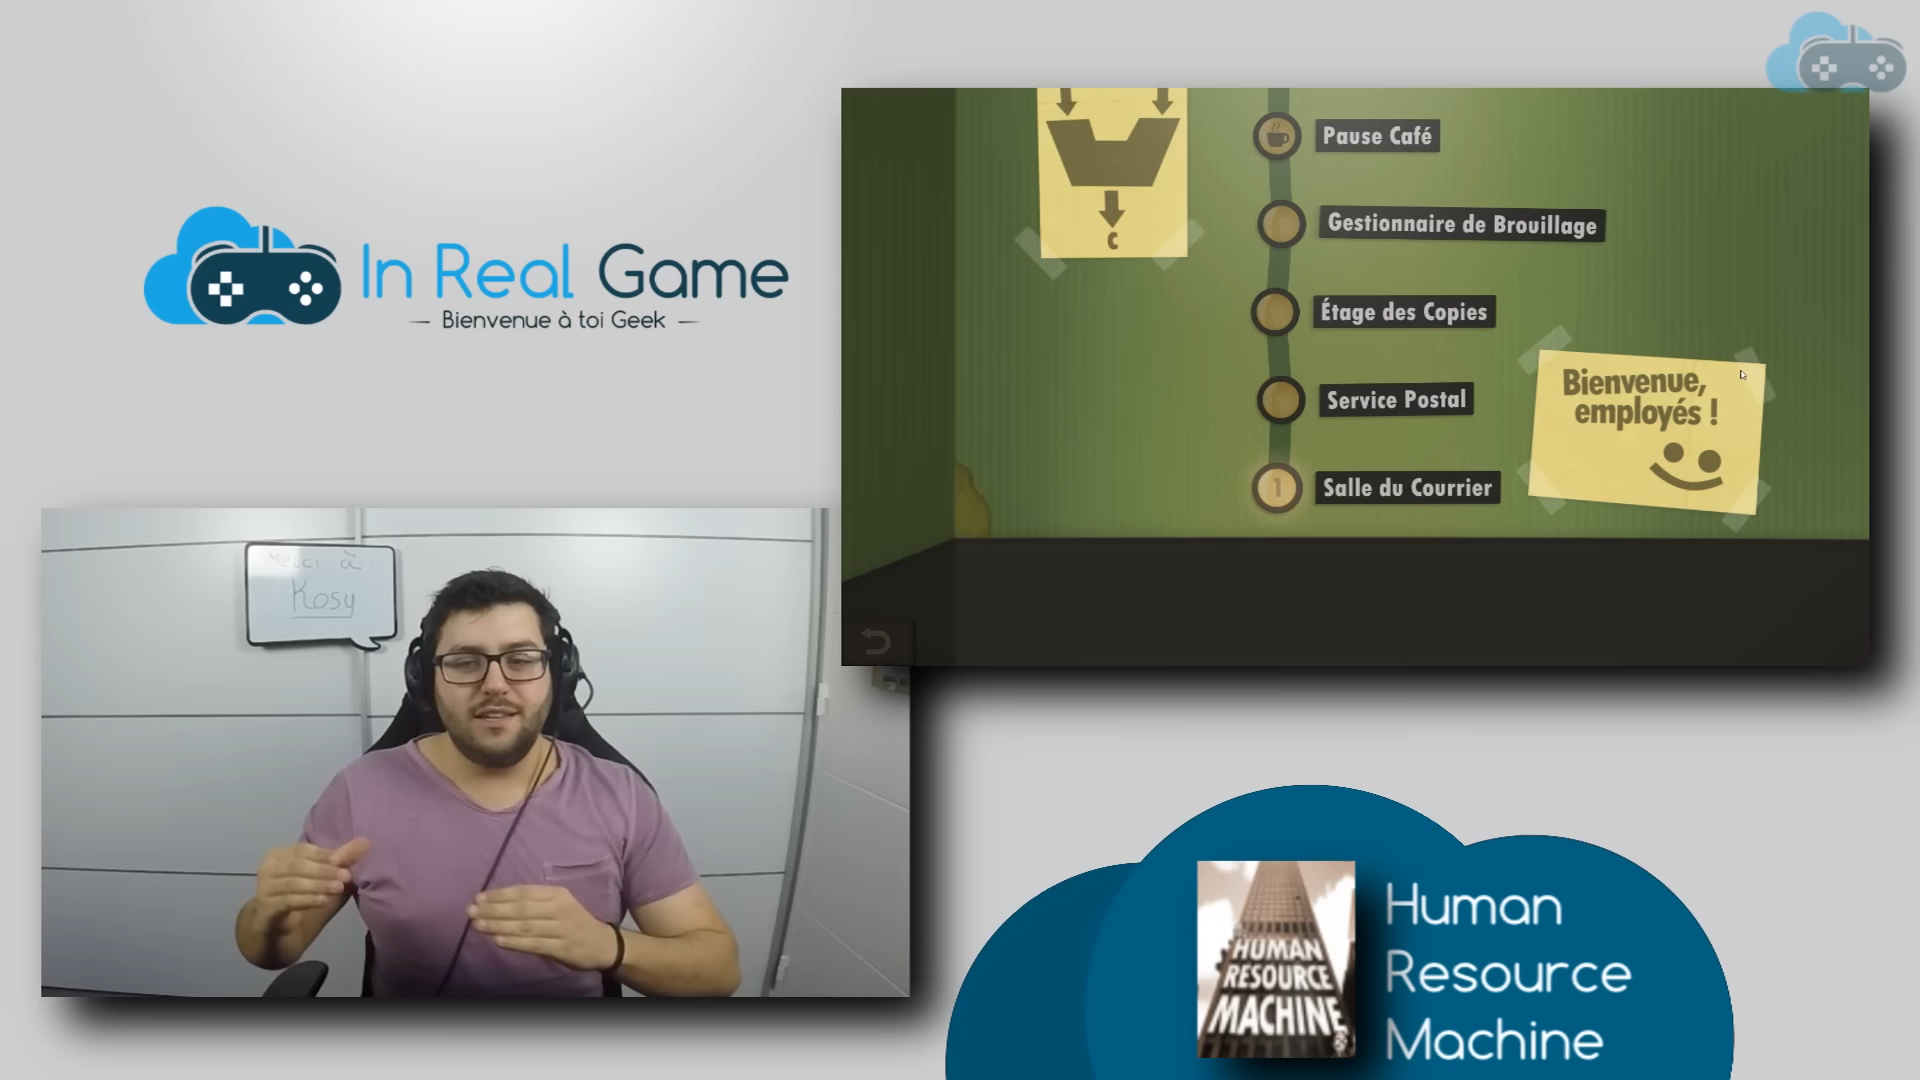 In Real Game
Bienvenue à toi Geek
C
Pause Café
Gestionnaire de Brouillage
Étage des Copies
Service Postal
1
Salle du Courrier
Bienvenue,
employés !
Merci à
Kosy
HUMAN
RESOURCE
MACHINE
Human
Resource
Machine